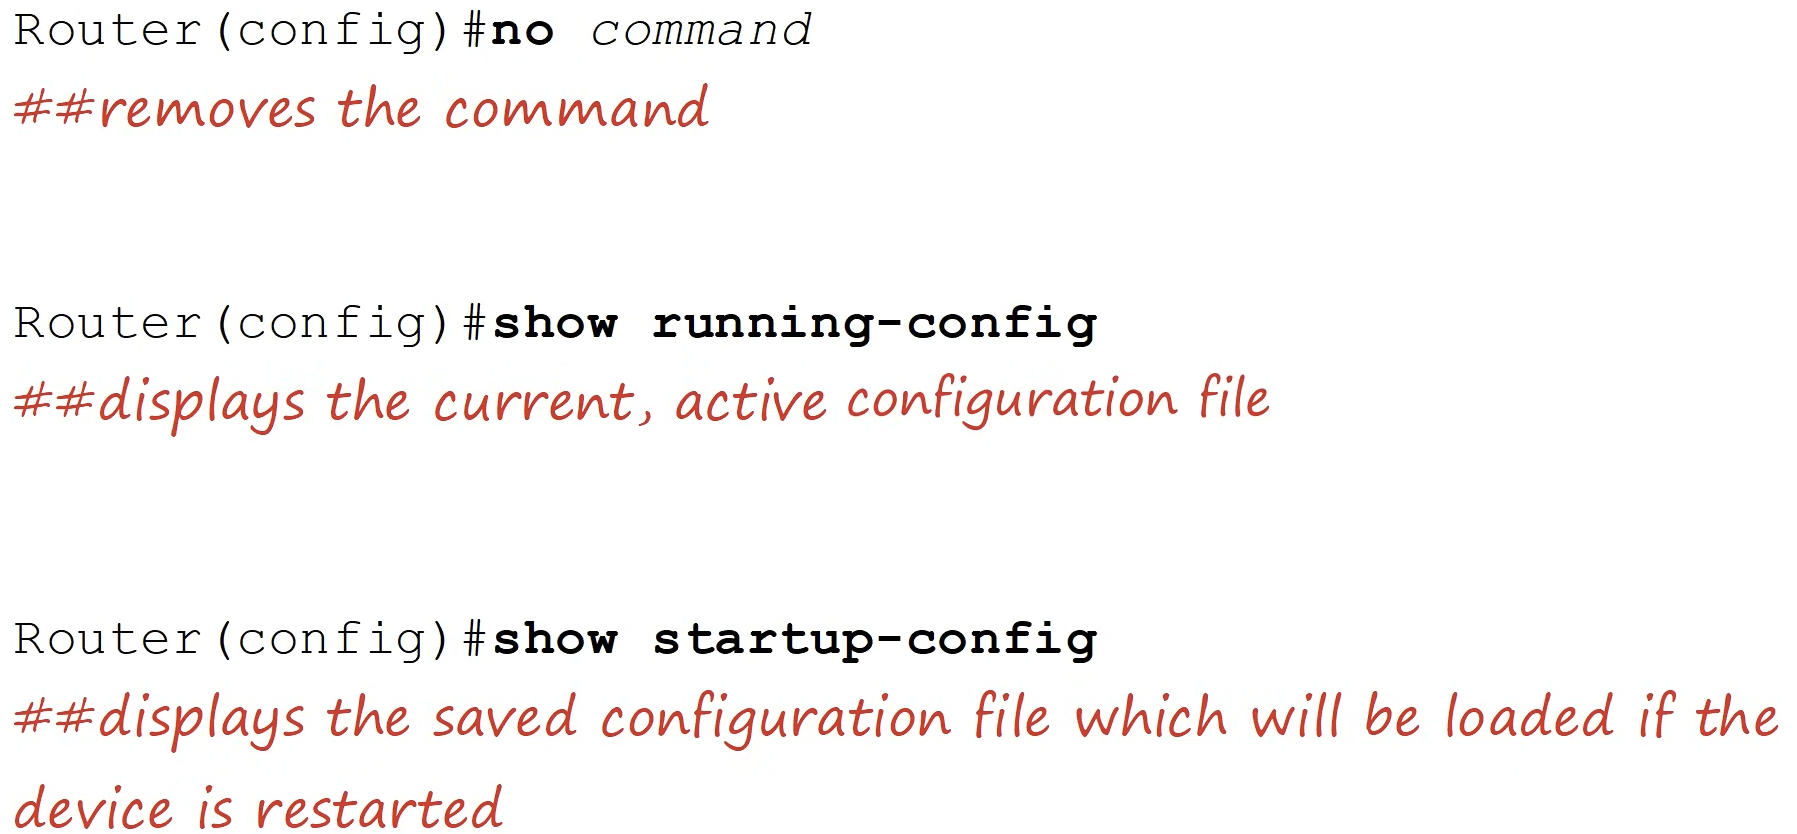 Router(config)#no command
##removes the command
Router(config)#show running-config
##displays the current, active configuration file
Router(config)#show startup-config
##displays the saved configuration file which will be loaded if the
device is restarted